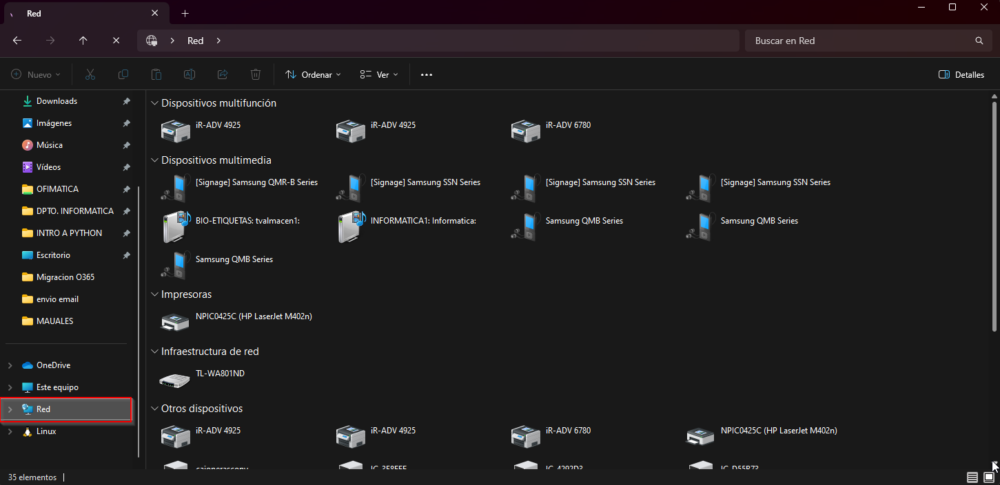 Red
Red
Buscar en Red
Nuevo
Ordenar
Ver
Detalles
Downloads
Imágenes
Música
Vídeos
OFIMATICA
DPTO. INFORMATICA
INTRO A PYTHON
Escritorio
Migracion O365
envio email
MAUALES
OneDrive
Este equipo
Red
Linux
Dispositivos multifunción
iR-ADV 4925
iR-ADV 4925
iR-ADV 6780
Dispositivos multimedia
[Signage] Samsung QMR-B Series
[Signage] Samsung SSN Series
[Signage] Samsung SSN Series
[Signage] Samsung SSN Series
BIO-ETIQUETAS: tvalmacen1:
INFORMATICA1: Informatica:
Samsung QMB Series
Samsung QMB Series
Samsung QMB Series
Impresoras
NPIC0425C (HP LaserJet M402n)
Infraestructura de red
TL-WA801ND
Otros dispositivos
iR-ADV 4925
iR-ADV 4925
iR-ADV 6780
NPIC0425C (HP LaserJet M402n)
35 elementos